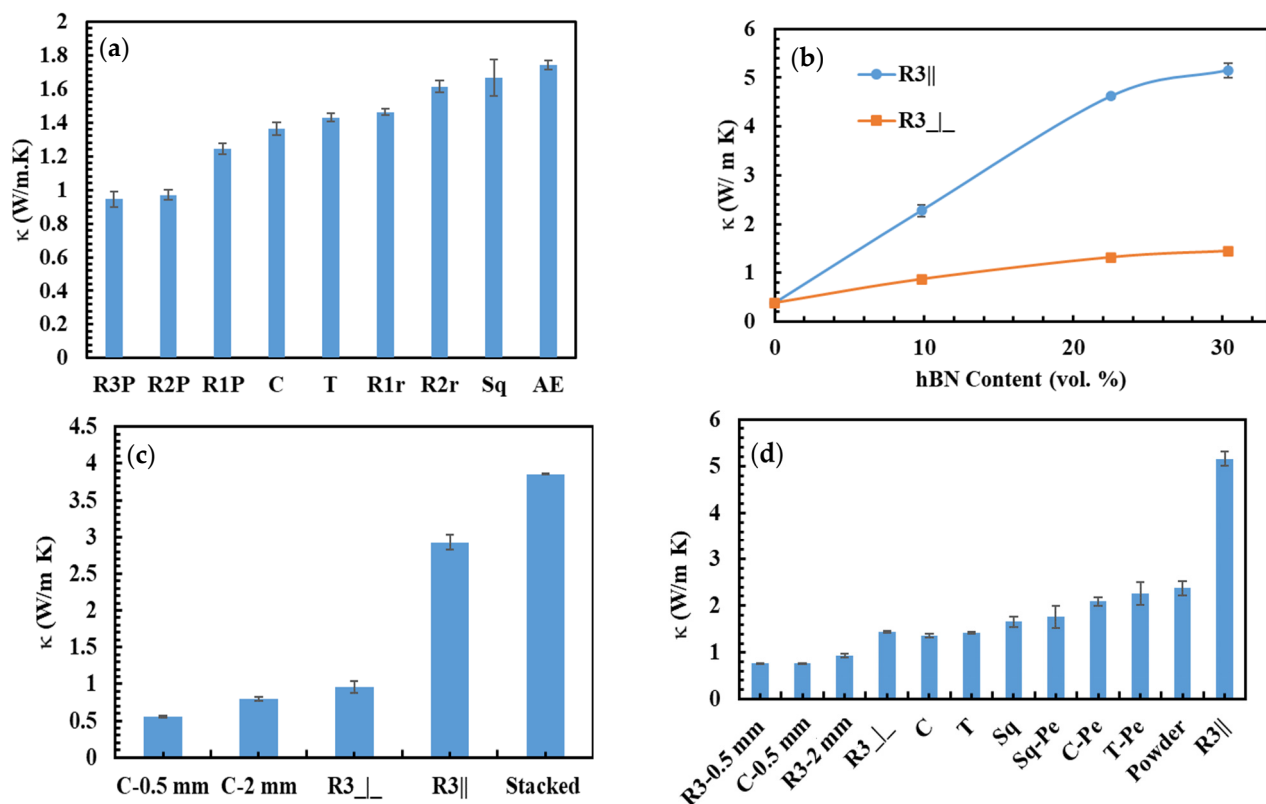 (a)
κ (W/m.K)
2
1.8
1.6
1.4
1.2
1
0.8
0.6
0.4
0.2
0
R3P R2P R1P C T R1r R2r Sq AE
(b)
R3||
R3_|_
κ (W/ m K)
6
5
4
3
2
1
0
0 10 20 30
hBN Content (vol. %)
(c)
κ (W/m K)
4.5
4
3.5
3
2.5
2
1.5
1
0.5
0
C-0.5 mm C-2 mm R3_|_ R3|| Stacked
(d)
κ (W/m K)
6
5
4
3
2
1
0
R3-0.5 mm
C-0.5 mm
R3-2 mm
R3_|_
C
T
Sq
Sq-Pe
C-Pe
T-Pe
Powder
R3||